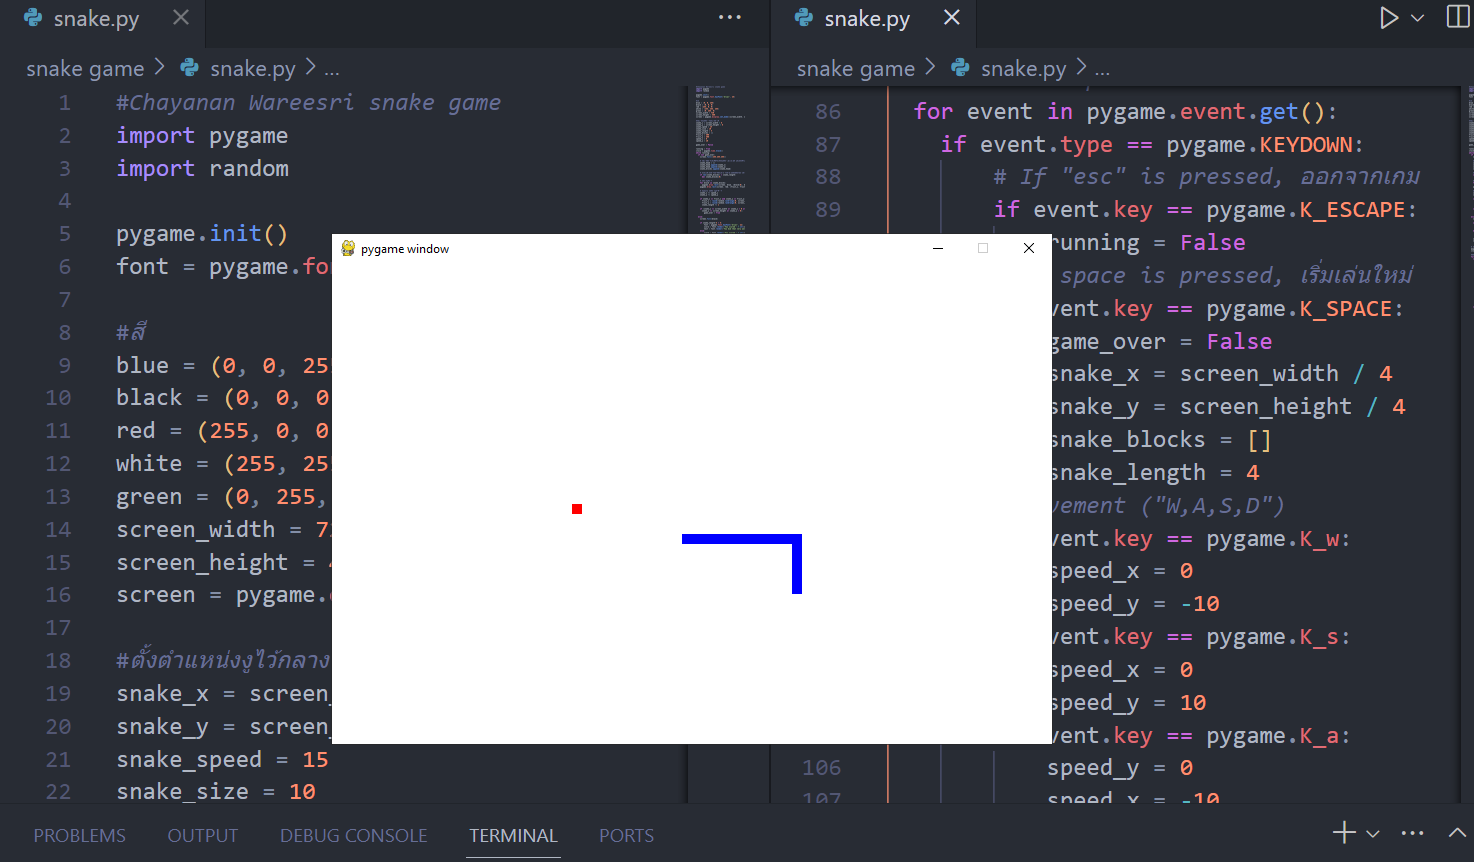 snake.py
snake game > snake.py > ...
1 #Chayanan Wareesri snake game
2 import pygame
3 import random
4
5 pygame.init()
6 font = pygame.fo
7
8 #สี
9 blue = (0, 0, 25
10 black = (0, 0, 0
11 red = (255, 0, 0
12 white = (255, 25
13 green = (0, 255,
14 screen_width = 7
15 screen_height =
16 screen = pygame.
17
18 #ตั้งตำแหน่งงูไว้กลาง
19 snake_x = screen_
20 snake_y = screen_
21 snake_speed = 15
22 snake_size = 10
pygame window
snake.py
snake game > snake.py > ...
86 for event in pygame.event.get():
87 if event.type == pygame.KEYDOWN:
88 # If "esc" is pressed, ออกจากเกม
89 if event.key == pygame.K_ESCAPE:
running = False
space is pressed, เริ่มเล่นใหม่
vent.key == pygame.K_SPACE:
game_over = False
snake_x = screen_width / 4
snake_y = screen_height / 4
snake_blocks = []
snake_length = 4
vement ("W,A,S,D")
vent.key == pygame.K_w:
speed_x = 0
speed_y = -10
vent.key == pygame.K_s:
speed_x = 0
speed_y = 10
vent.key == pygame.K_a:
106 speed_y = 0
107 speed_x = -10
PROBLEMS OUTPUT DEBUG CONSOLE TERMINAL PORTS